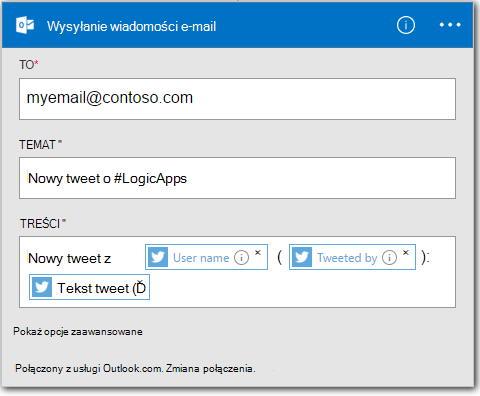 Wysyłanie wiadomości e-mail
TO*
myemail@contoso.com
TEMAT*
Nowy tweet o #LogicApps
TREŚCI*
Nowy tweet z User name ( Tweeted by ):
Tekst tweet (Ď
Pokaż opcje zaawansowane
Połączony z usługi Outlook.com. Zmiana połączenia.